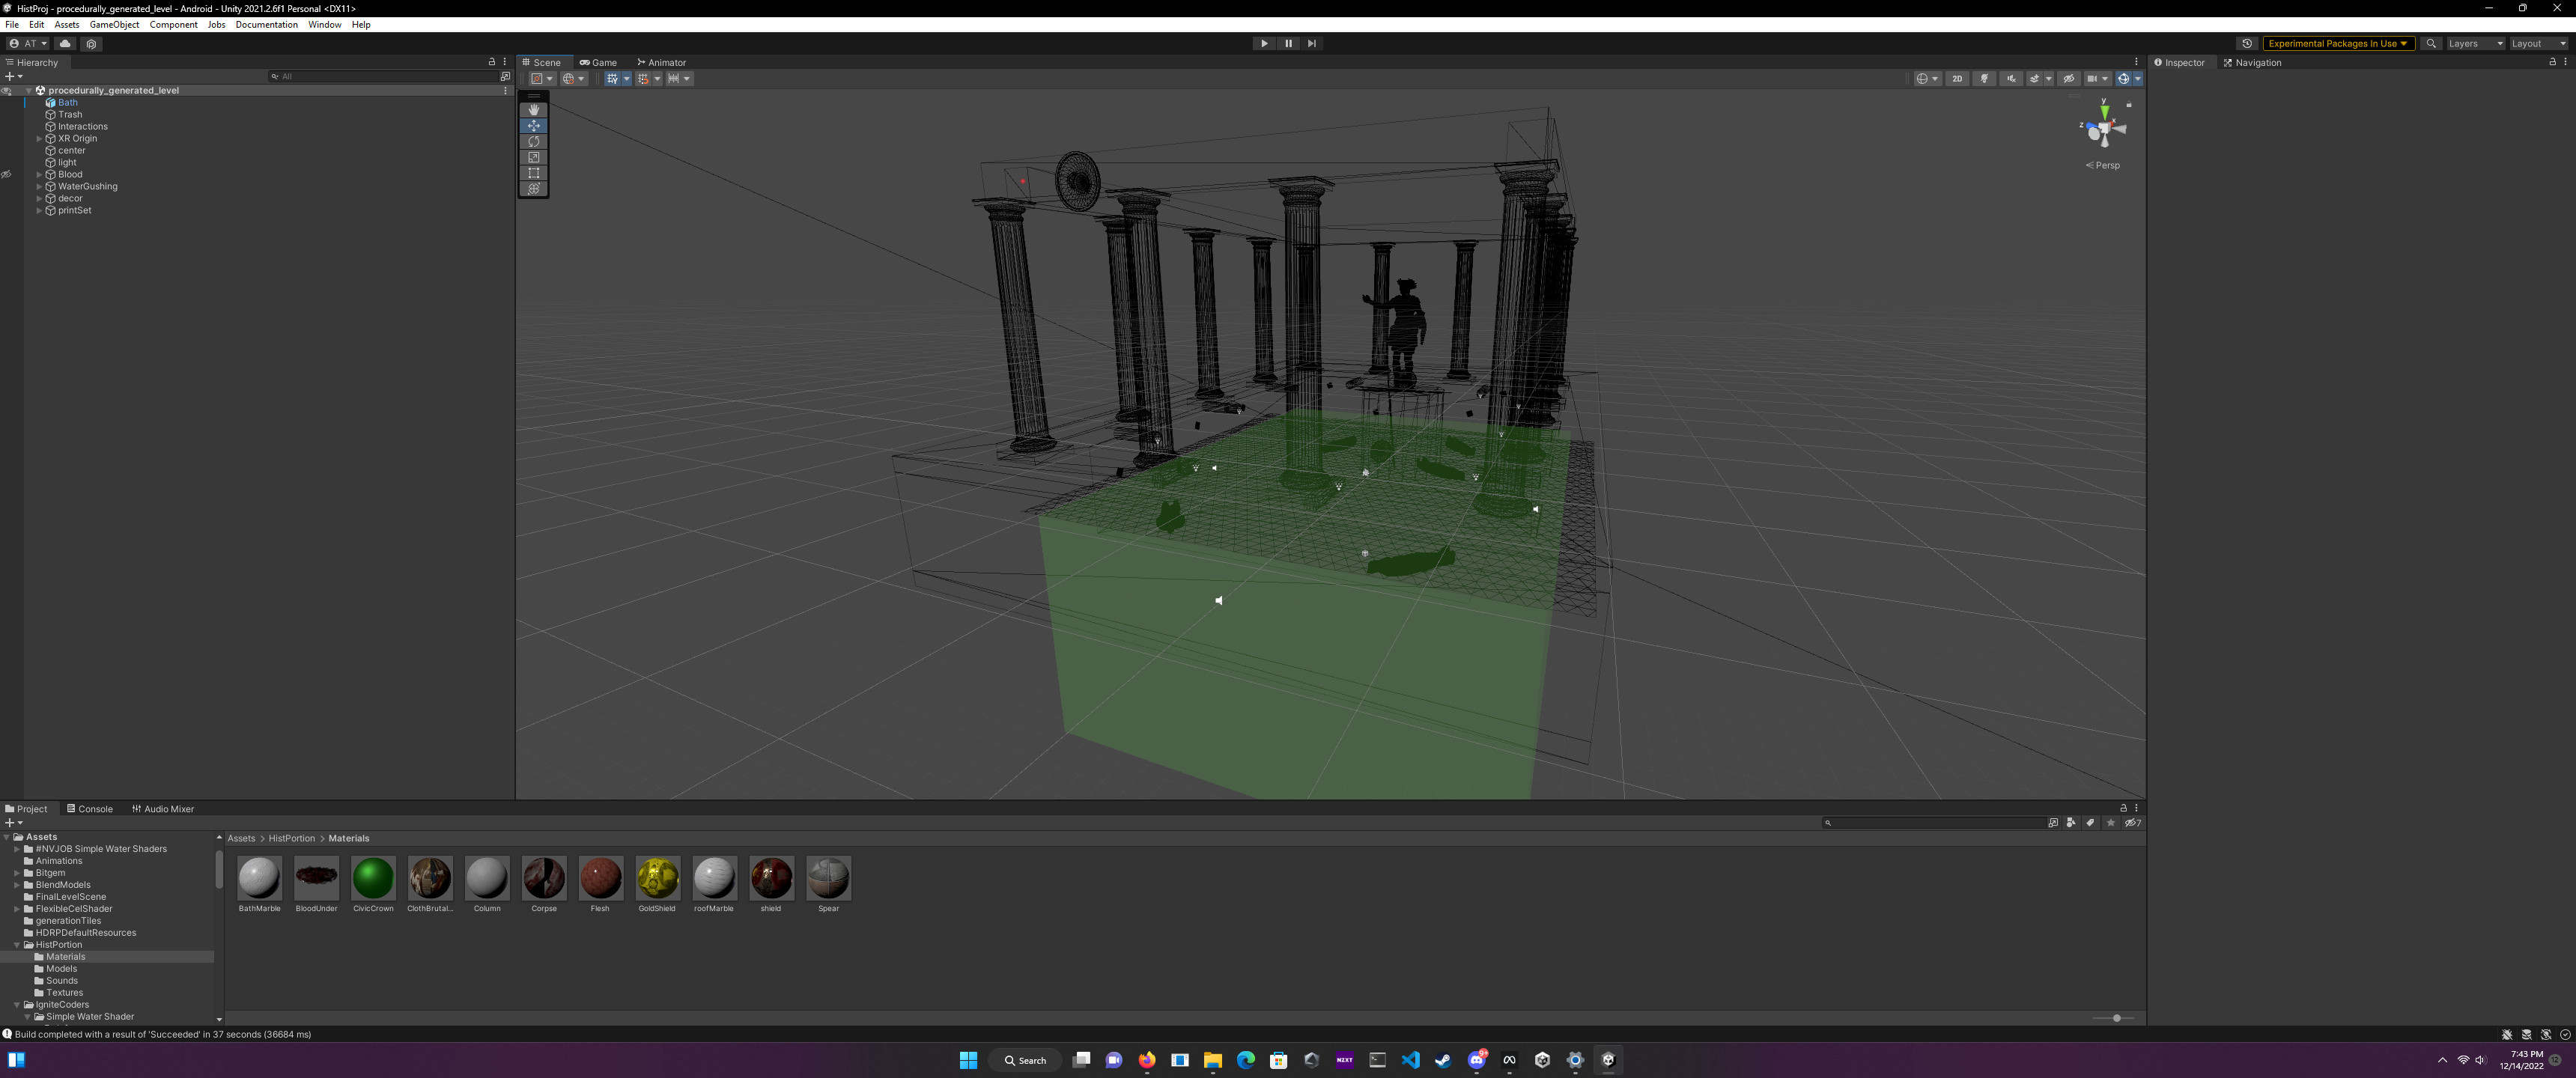 HistProj - procedurally_generated_level - Android - Unity 2021.2.6f1 Personal <DX11>
File Edit Assets GameObject Component Jobs Documentation Window Help
AT Experimental Packages In Use Layers Layout
Hierarchy
All
procedurally_generated_level
Bath
Trash
Interactions
XR Origin
center
light
Blood
WaterGushing
decor
printSet
Scene Game Animator
2D
y
z x
Persp
Inspector Navigation
Project Console Audio Mixer
7
Assets
#NVJOB Simple Water Shaders
Animations
Bitgem
BlendModels
FinalLevelScene
FlexibleCelShader
generationTiles
HDRPDefaultResources
HistPortion
Materials
Models
Sounds
Textures
IgniteCoders
Simple Water Shader
Assets > HistPortion > Materials
BathMarble BloodUnder CivicCrown ClothBrutal... Column Corpse Flesh GoldShield roofMarble shield Spear
Build completed with a result of 'Succeeded' in 37 seconds (36684 ms)
Search
NZXT
9+
7:43 PM
12/14/2022
12